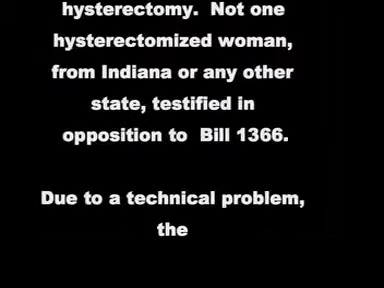 hysterectomy.  Not one
hysterectomized woman,
from Indiana or any other
state, testified in
opposition to  Bill 1366.
Due to a technical problem,
the